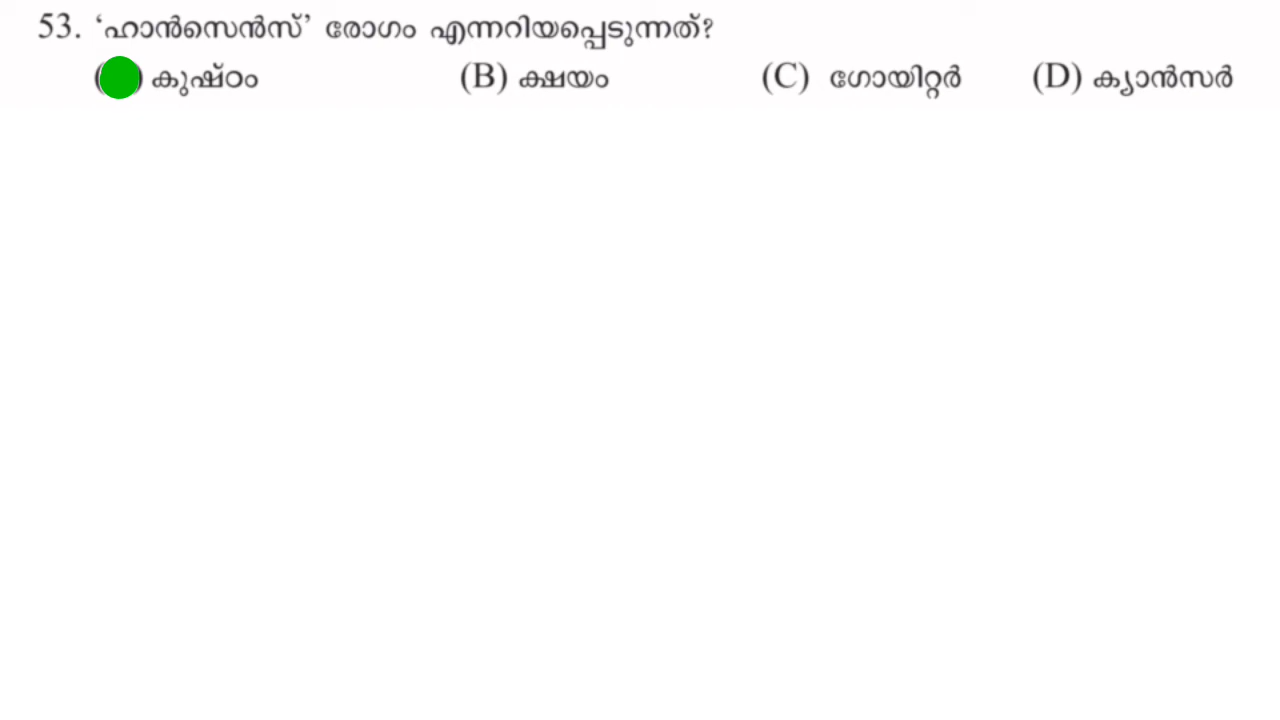 53. ‘ഹാൻസെൻസ്’ രോഗം എന്നറിയപ്പെടുന്നത്?
( ) കുഷ്ഠം (B) ക്ഷയം (C) ഗോയിറ്റർ (D) ക്യാൻസർ